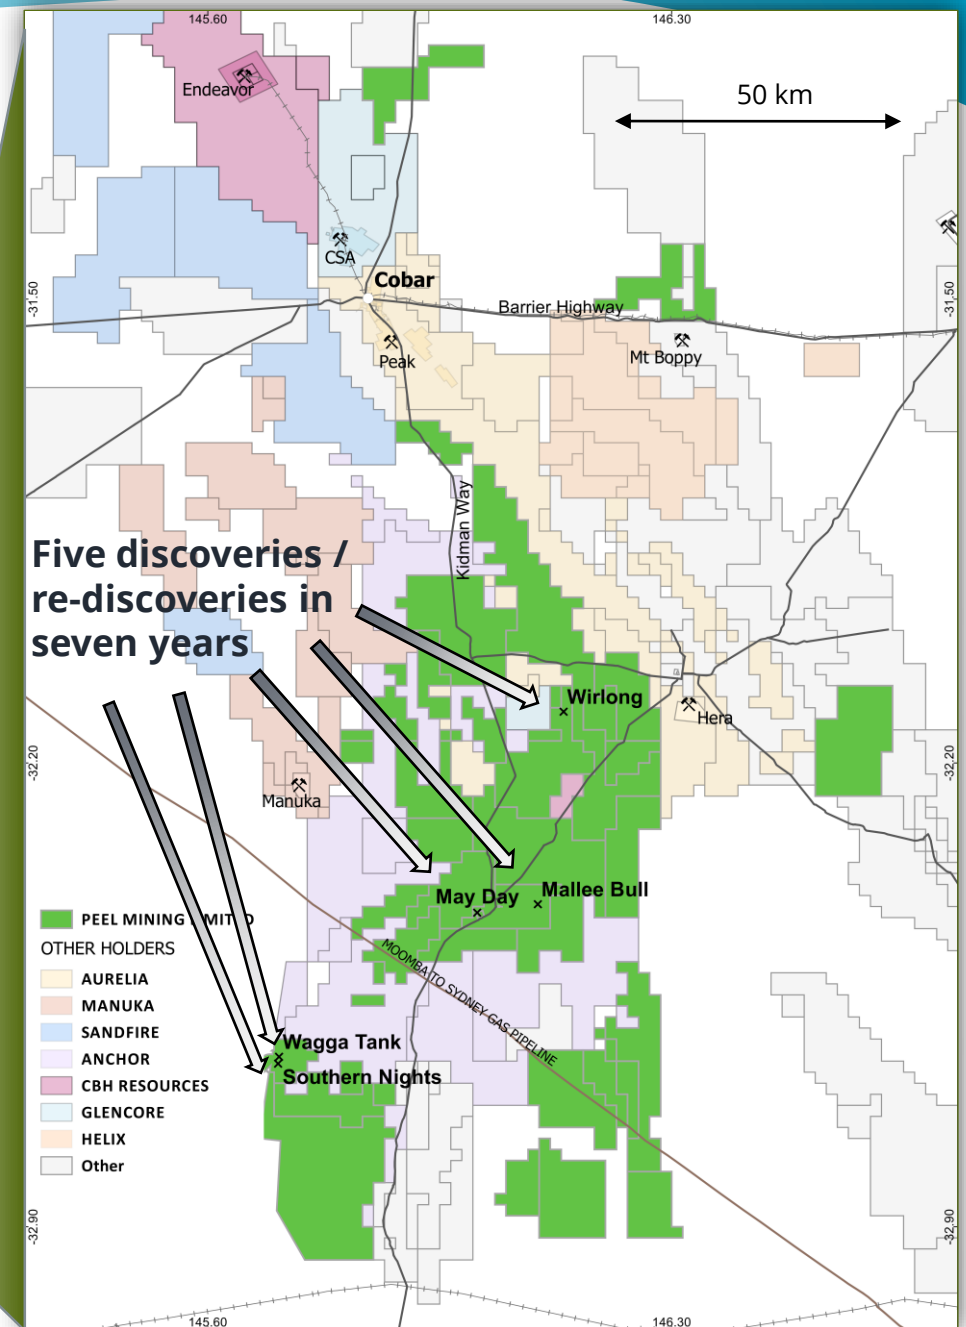 145.60
146.30
50 km
Endeavor
CSA
Cobar
-31.50
-31.50
Barrier Highway
Peak
Mt Boppy
Kidman Way
Five discoveries /
re-discoveries in
seven years
Wirlong
Hera
-32.20
-32.20
Manuka
May Day
Mallee Bull
PEEL MINING
OTHER HOLDERS
AURELIA
MANUKA
SANDFIRE
ANCHOR
CBH RESOURCES
GLENCORE
HELIX
Other
MOOMBA TO SYDNEY GAS PIPELINE
Wagga Tank
Southern Nights
-32.90
-32.90
145.60
146.30